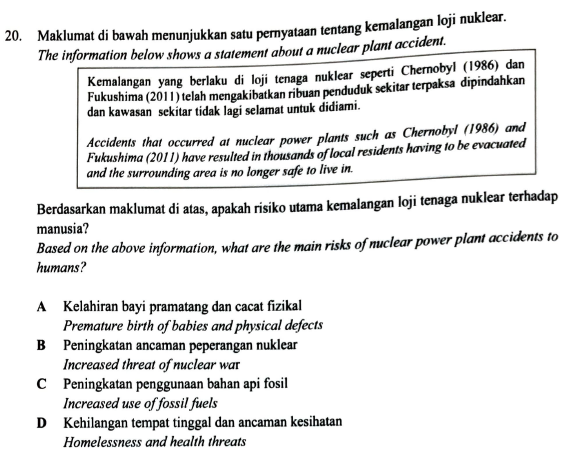 20. Maklumat di bawah menunjukkan satu pernyataan tentang kemalangan loji nuklear.
The information below shows a statement about a nuclear plant accident.
Kemalangan yang berlaku di loji tenaga nuklear seperti Chernobyl (1986) dan
Fukushima (2011) telah mengakibatkan ribuan penduduk sekitar terpaksa dipindahkan
dan kawasan sekitar tidak lagi selamat untuk didiami.
Accidents that occurred at nuclear power plants such as Chernobyl (1986) and
Fukushima (2011) have resulted in thousands of local residents having to be evacuated
and the surrounding area is no longer safe to live in.
Berdasarkan maklumat di atas, apakah risiko utama kemalangan loji tenaga nuklear terhadap
manusia?
Based on the above information, what are the main risks of nuclear power plant accidents to
humans?
A Kelahiran bayi pramatang dan cacat fizikal
Premature birth of babies and physical defects
B Peningkatan ancaman peperangan nuklear
Increased threat of nuclear war
C Peningkatan penggunaan bahan api fosil
Increased use of fossil fuels
D Kehilangan tempat tinggal dan ancaman kesihatan
Homelessness and health threats